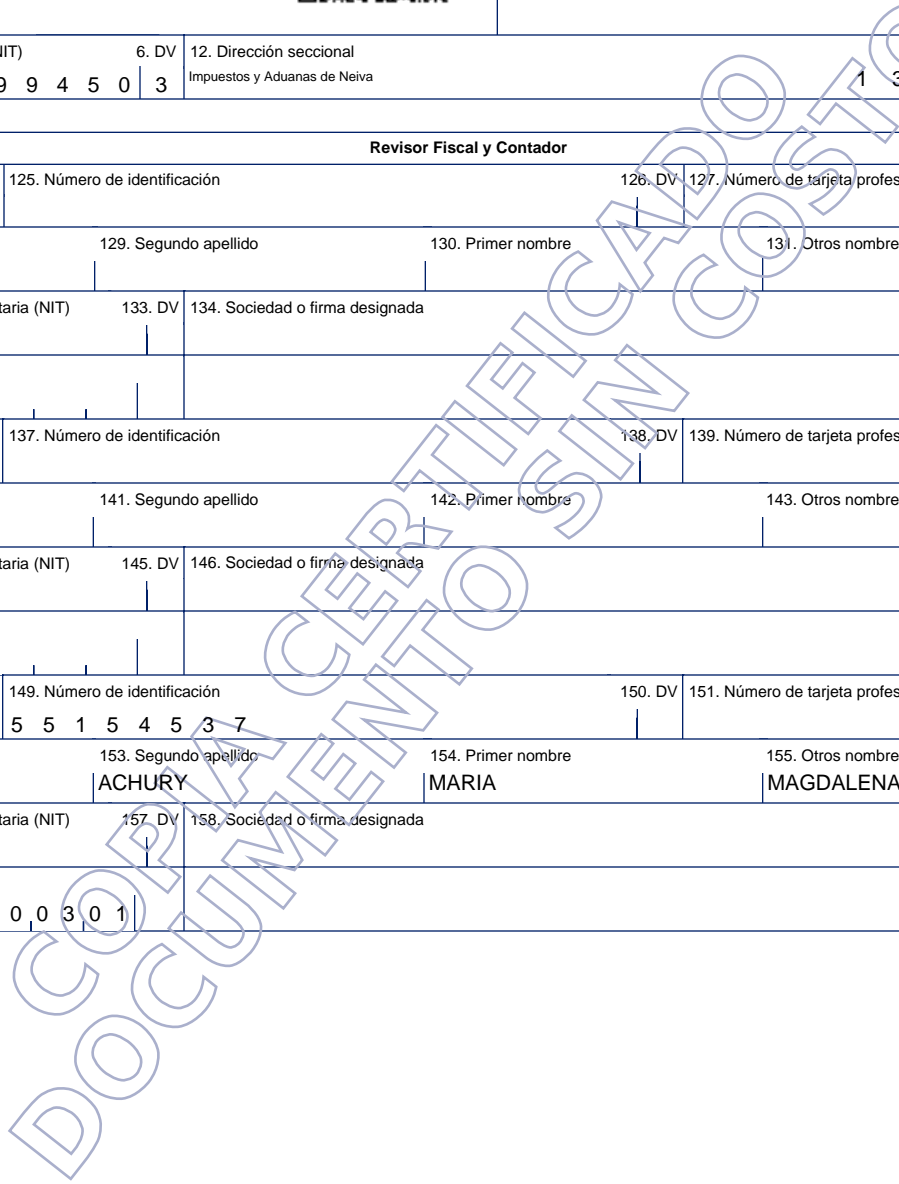 NIT) 6. DV 12. Dirección seccional
9 9 4 5 0 3 Impuestos y Aduanas de Neiva 1 3
Revisor Fiscal y Contador
125. Número de identificación 126. DV 127. Número de tarjeta profes
129. Segundo apellido 130. Primer nombre 131. Otros nombre
taria (NIT) 133. DV 134. Sociedad o firma designada
137. Número de identificación 138. DV 139. Número de tarjeta profes
141. Segundo apellido 142. Primer nombre 143. Otros nombre
taria (NIT) 145. DV 146. Sociedad o firma designada
149. Número de identificación 150. DV 151. Número de tarjeta profes
5 5 1 5 4 5 3 7
153. Segundo apellido 154. Primer nombre 155. Otros nombre
ACHURY MARIA MAGDALENA
taria (NIT) 157. DV 158. Sociedad o firma designada
0 0 3 0 1
COPIA CERTIFICADO
DOCUMENTO SIN COSTO